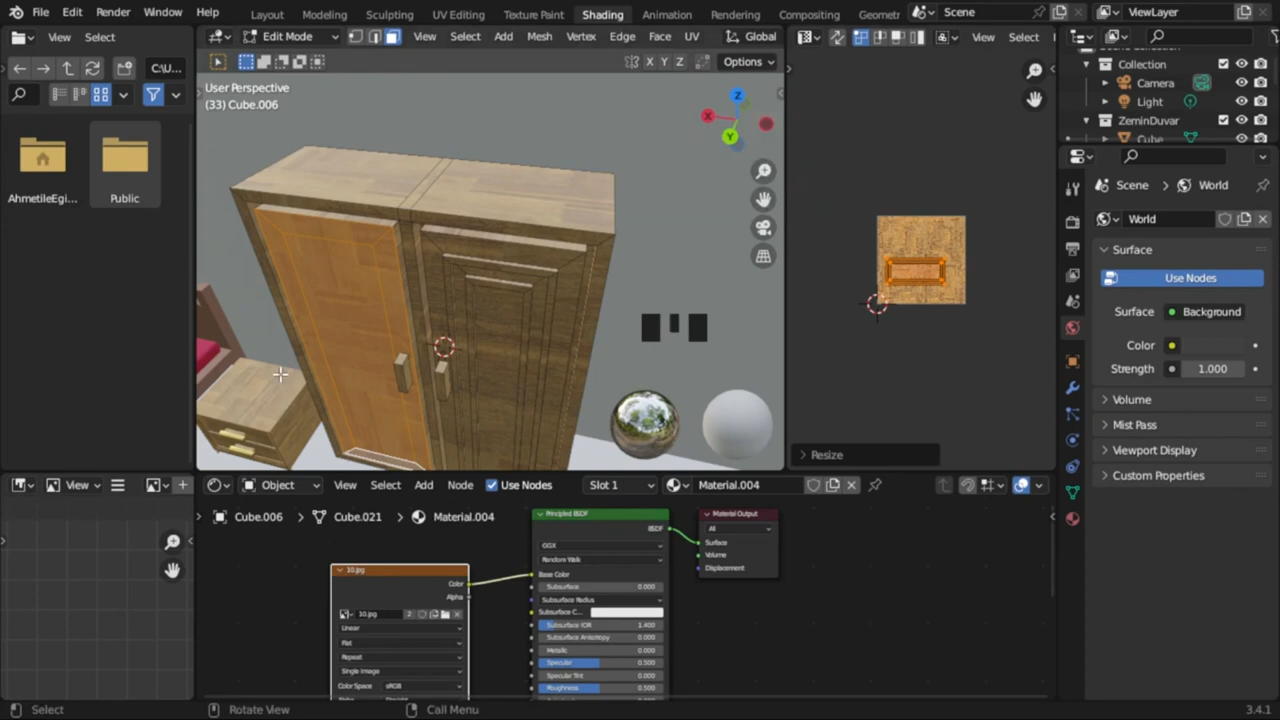 File Edit Render Window Help Layout Modeling Sculpting UV Editing Texture Paint Shading Animation Rendering Compositing Geometr Scene ViewLayer
View Select
C:\U...
AhmetileEgi... Public
Edit Mode View Select Add Mesh Vertex Edge Face UV Global
X Y Z Options
User Perspective
(33) Cube.006
Z
X
Y
View Select
Resize
Collection
Camera
Light
ZeminDuvar
Cube
Scene World
World
Surface
Use Nodes
Surface Background
Color
Strength 1.000
Volume
Mist Pass
Viewport Display
Custom Properties
View
Object View Select Add Node Use Nodes Slot 1 Material.004
Cube.006 Cube.021 Material.004
10.jpg
Color
Alpha
10.jpg 2
Linear
Flat
Repeat
Single Image
Color Space sRGB
Principled BSDF
BSDF
GGX
Random Walk
Base Color
Subsurface 0.000
Subsurface Radius
Subsurface C...
Subsurface IOR 1.400
Subsurface Anisotropy 0.000
Metallic 0.000
Specular 0.500
Specular Tint 0.000
Roughness 0.500
Material Output
All
Surface
Volume
Displacement
Select Rotate View Call Menu 3.4.1